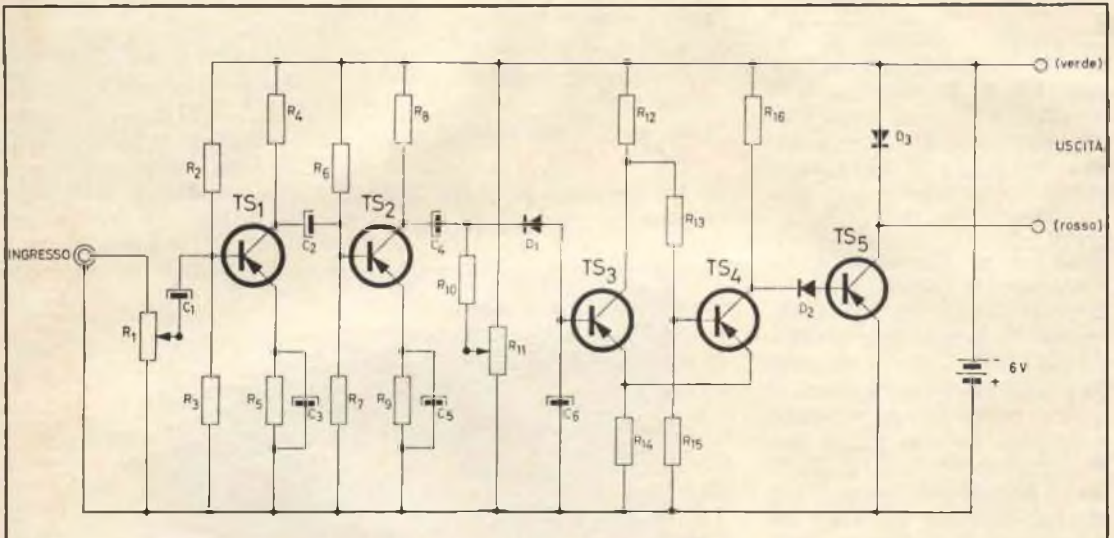 (verde)
R4
R8
R12
R16
D3
USCITA
R2
R6
R13
TS1
TS2
TS5
(rosso)
C2
C4
D1
INGRESSO
TS3
TS4
R10
D2
C1
R1
R11
6 V
-
+
R3
R5
C3
R7
R9
C5
C6
R14
R15